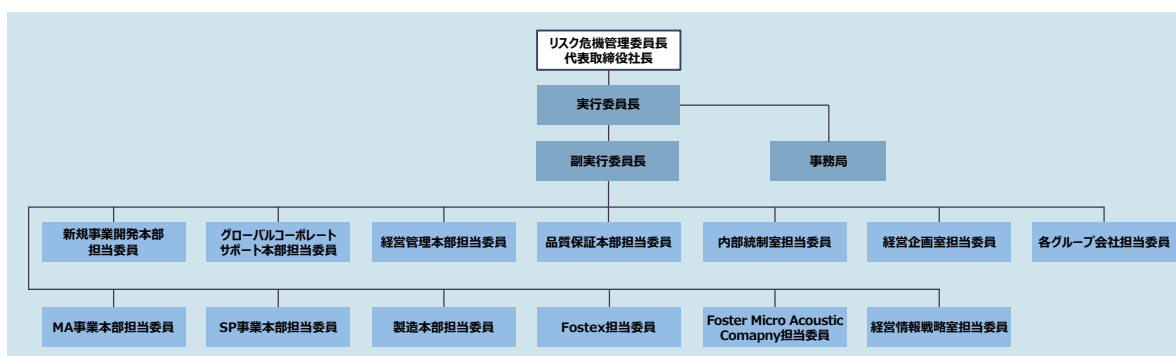 リスク危機管理委員長
代表取締役社長
実行委員長
副実行委員長
事務局
新規事業開発本部
担当委員
グローバルコーポレート
サポート本部担当委員
経営管理本部担当委員
品質保証本部担当委員
内部統制室担当委員
経営企画室担当委員
各グループ会社担当委員
MA事業本部担当委員
SP事業本部担当委員
製造本部担当委員
Fostex担当委員
Foster Micro Acoustic
Comapny担当委員
経営情報戦略室担当委員